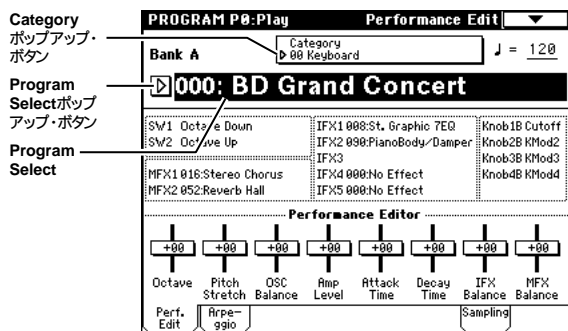 Category
ポップアップ・
ボタン
Program
Selectポップ
アップ・ボタン
Program
Select
PROGRAM P0:Play Performance Edit
Bank A
Category
00 Keyboard
♩ = 120
000: BD Grand Concert
SW1 Octave Down
SW2 Octave Up
MFX1 016:Stereo Chorus
MFX2 052:Reverb Hall
IFX1 008:St. Graphic 7EQ
IFX2 090:PianoBody/Damper
IFX3
IFX4 000:No Effect
IFX5 000:No Effect
Knob1B Cutoff
Knob2B KMod2
Knob3B KMod3
Knob4B KMod4
Performance Editor
+00 +00 +00 +00 +00 +00 +00 +00
Octave Pitch Stretch OSC Balance Amp Level Attack Time Decay Time IFX Balance MFX Balance
Perf. Edit Arpe-ggio Sampling